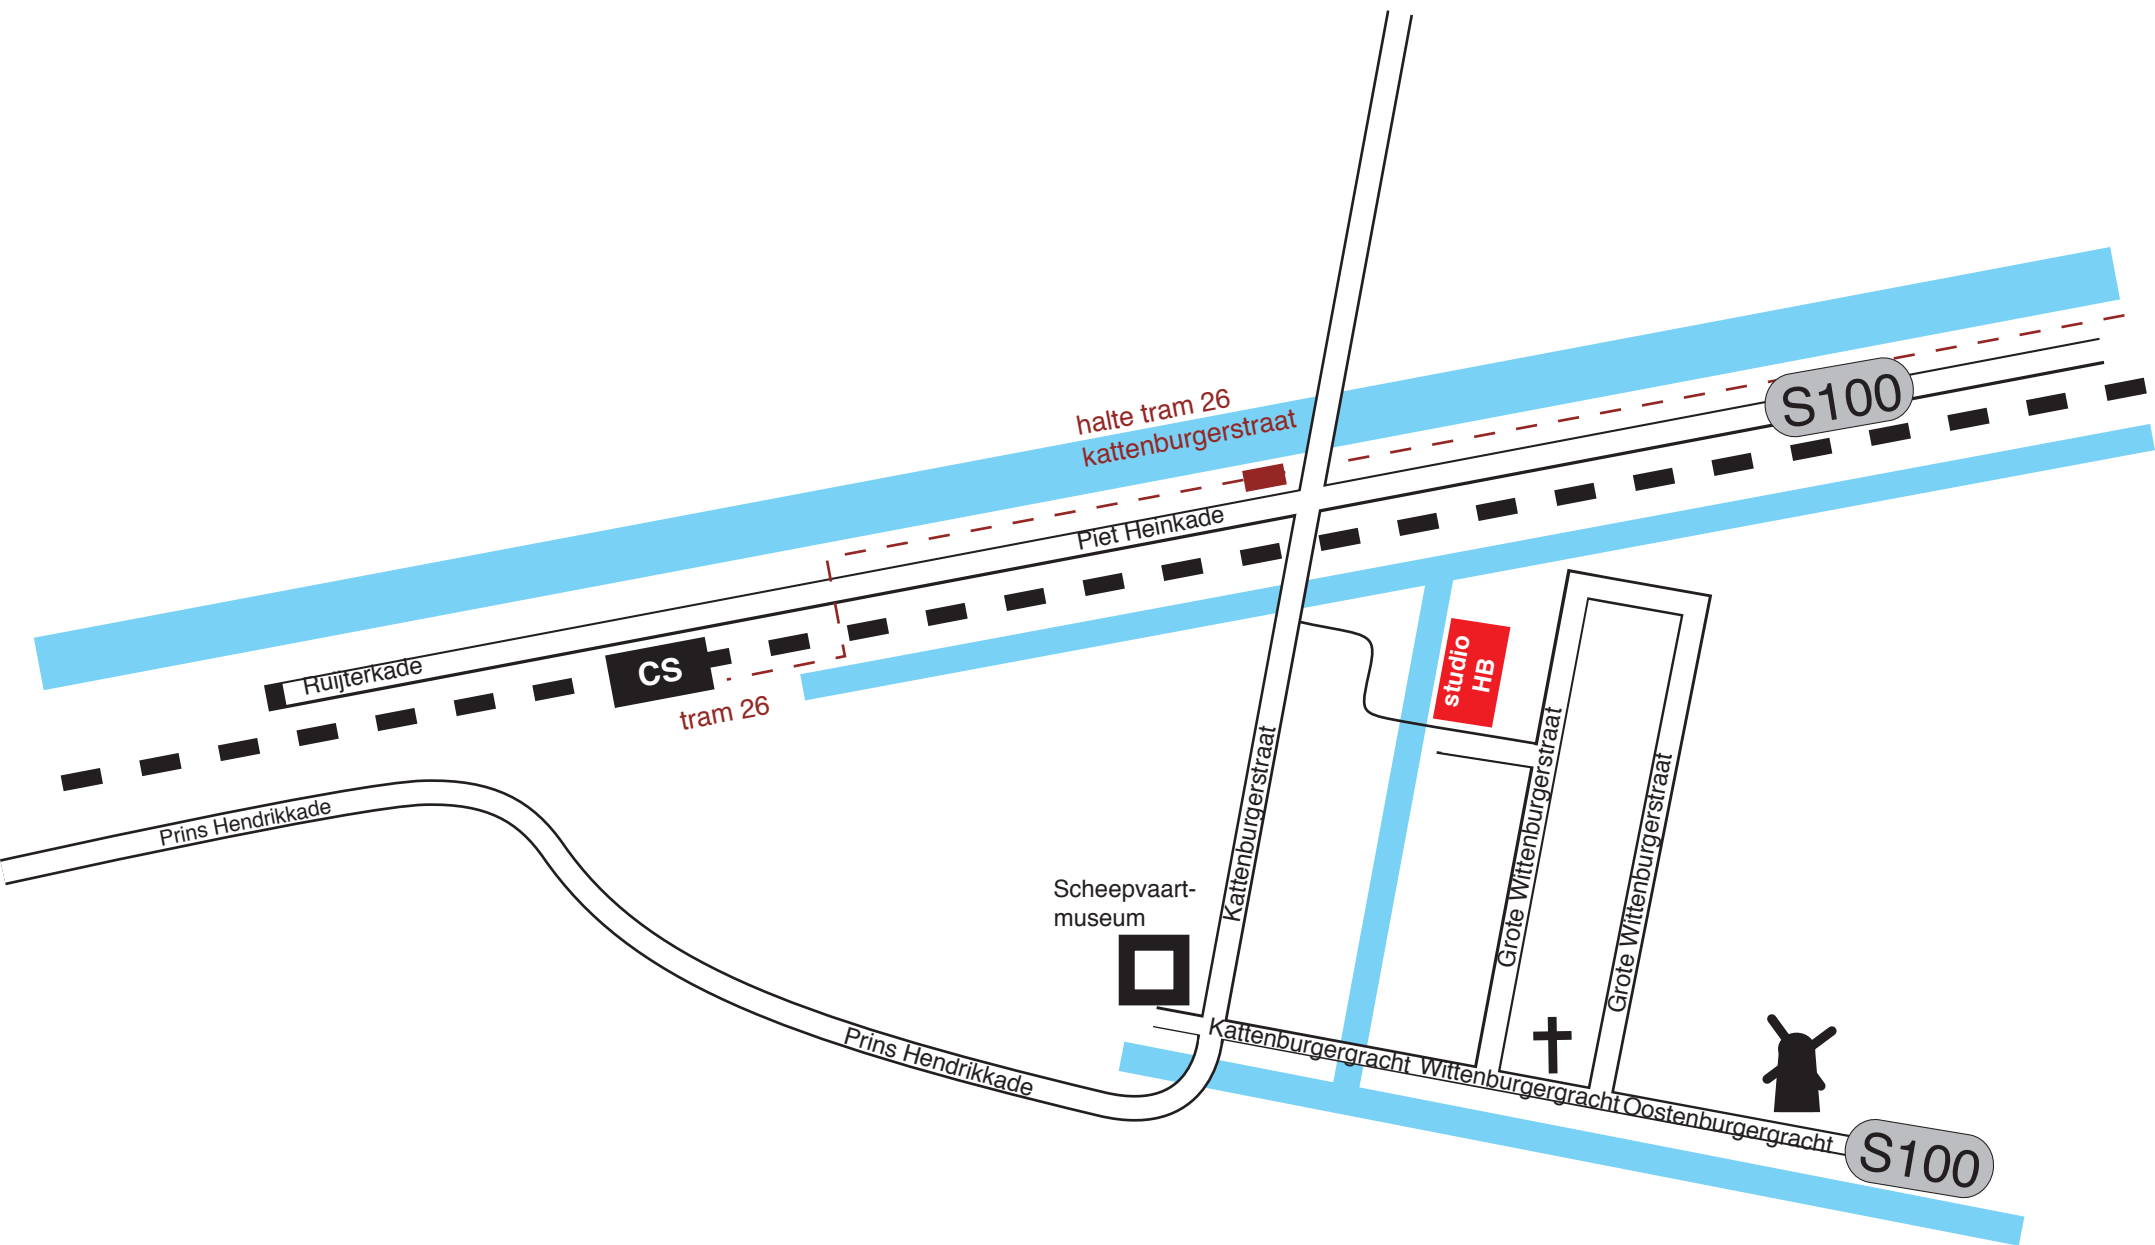 halte tram 26
kattenburgerstraat
S100
Piet Heinkade
Ruijterkade
CS
tram 26
studio
HB
Prins Hendrikkade
Kattenburgerstraat
Grote Wittenburgerstraat
Grote Wittenburgerstraat
Scheepvaart-
museum
Prins Hendrikkade
Kattenburgergracht
Wittenburgergracht
Oostenburgergracht
S100